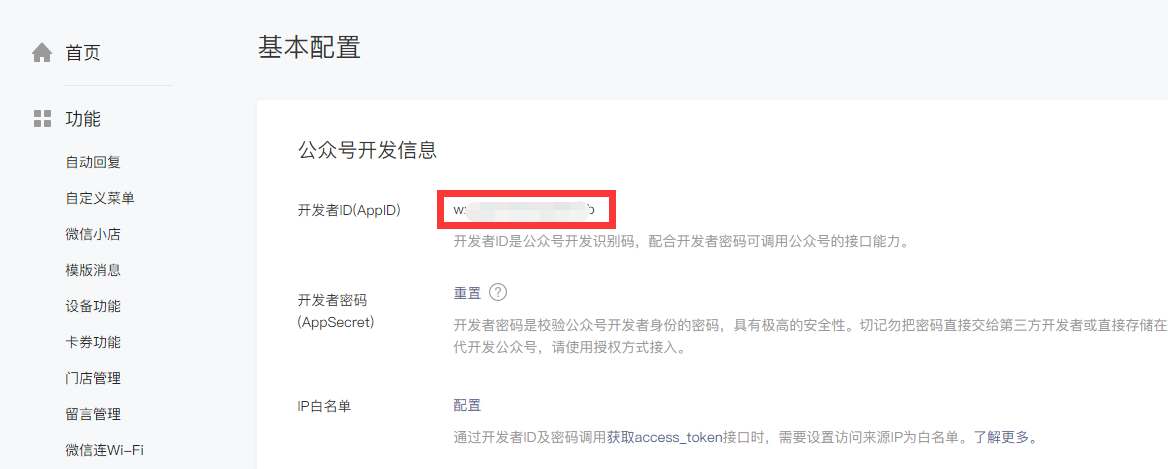 首页
功能
自动回复
自定义菜单
微信小店
模版消息
设备功能
卡券功能
门店管理
留言管理
微信连Wi-Fi
基本配置
公众号开发信息
开发者ID(AppID)
开发者ID是公众号开发识别码，配合开发者密码可调用公众号的接口能力。
开发者密码
(AppSecret)
重置 ?
开发者密码是校验公众号开发者身份的密码，具有极高的安全性。切记勿把密码直接交给第三方开发者或直接存储在
代开发公众号，请使用授权方式接入。
IP白名单
配置
通过开发者ID及密码调用获取access_token接口时，需要设置访问来源IP为白名单。了解更多。